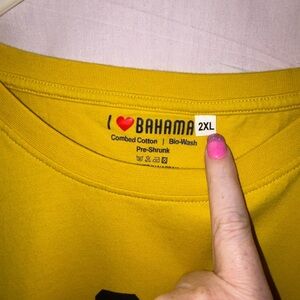 I ❤ BAHAMA 2XL
Combed Cotton | Bio-Wash
Pre-Shrunk